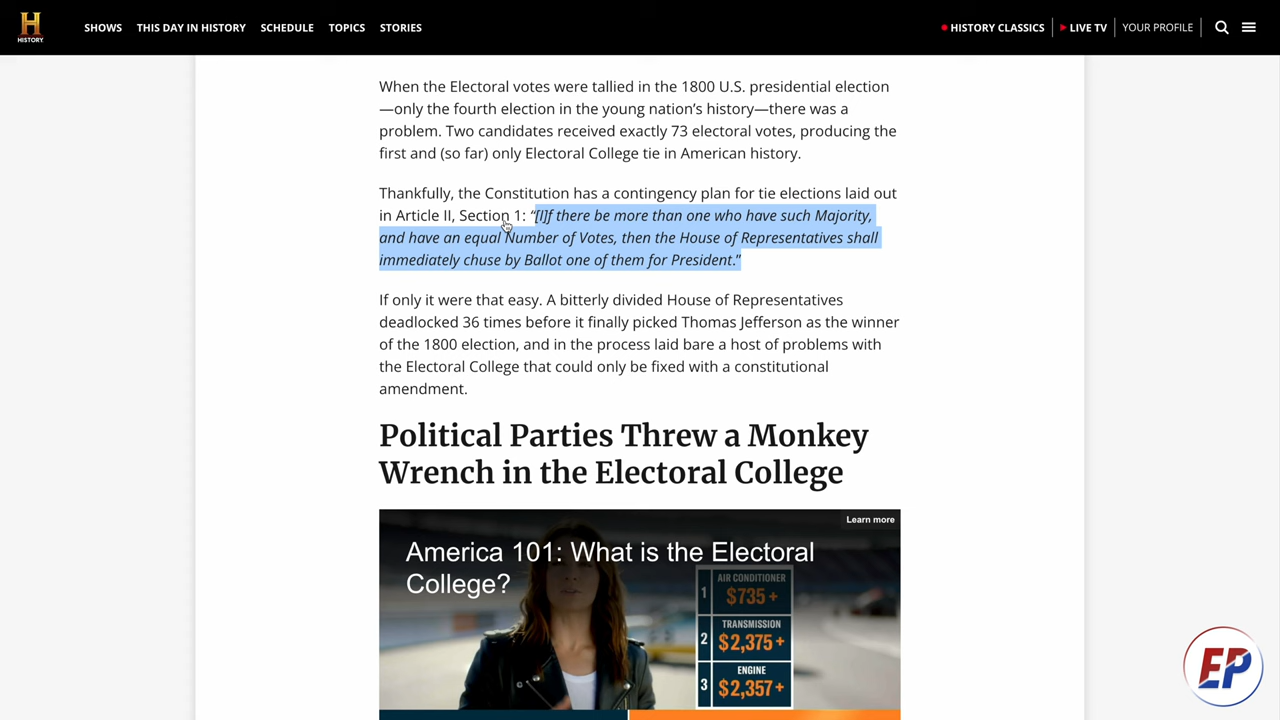 HISTORY
SHOWS
THIS DAY IN HISTORY
SCHEDULE
TOPICS
STORIES
HISTORY CLASSICS
LIVE TV
YOUR PROFILE
When the Electoral votes were tallied in the 1800 U.S. presidential election
—only the fourth election in the young nation’s history—there was a
problem. Two candidates received exactly 73 electoral votes, producing the
first and (so far) only Electoral College tie in American history.
Thankfully, the Constitution has a contingency plan for tie elections laid out
in Article II, Section 1: “[I]f there be more than one who have such Majority,
and have an equal Number of Votes, then the House of Representatives shall
immediately chuse by Ballot one of them for President.”
If only it were that easy. A bitterly divided House of Representatives
deadlocked 36 times before it finally picked Thomas Jefferson as the winner
of the 1800 election, and in the process laid bare a host of problems with
the Electoral College that could only be fixed with a constitutional
amendment.
Political Parties Threw a Monkey
Wrench in the Electoral College
Learn more
America 101: What is the Electoral
College?
1 AIR CONDITIONER
$735 +
2 TRANSMISSION
$2,375 +
3 ENGINE
$2,357 +
EP